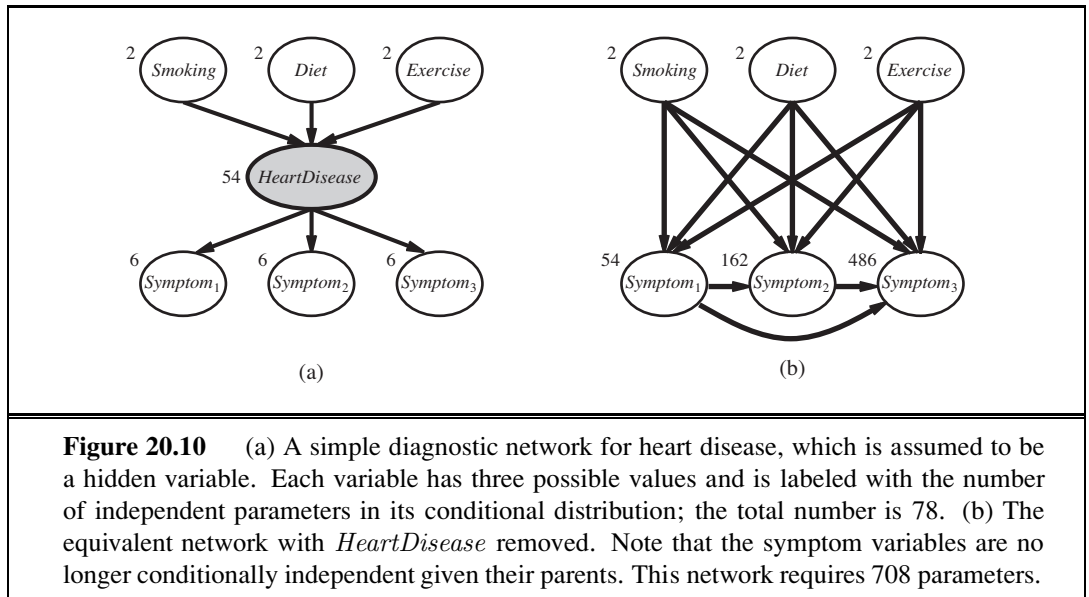 2 Smoking 2 Diet 2 Exercise
54 HeartDisease
6 Symptom1 6 Symptom2 6 Symptom3
(a)
2 Smoking 2 Diet 2 Exercise
54 Symptom1 162 Symptom2 486 Symptom3
(b)
Figure 20.10 (a) A simple diagnostic network for heart disease, which is assumed to be
a hidden variable. Each variable has three possible values and is labeled with the number
of independent parameters in its conditional distribution; the total number is 78. (b) The
equivalent network with HeartDisease removed. Note that the symptom variables are no
longer conditionally independent given their parents. This network requires 708 parameters.